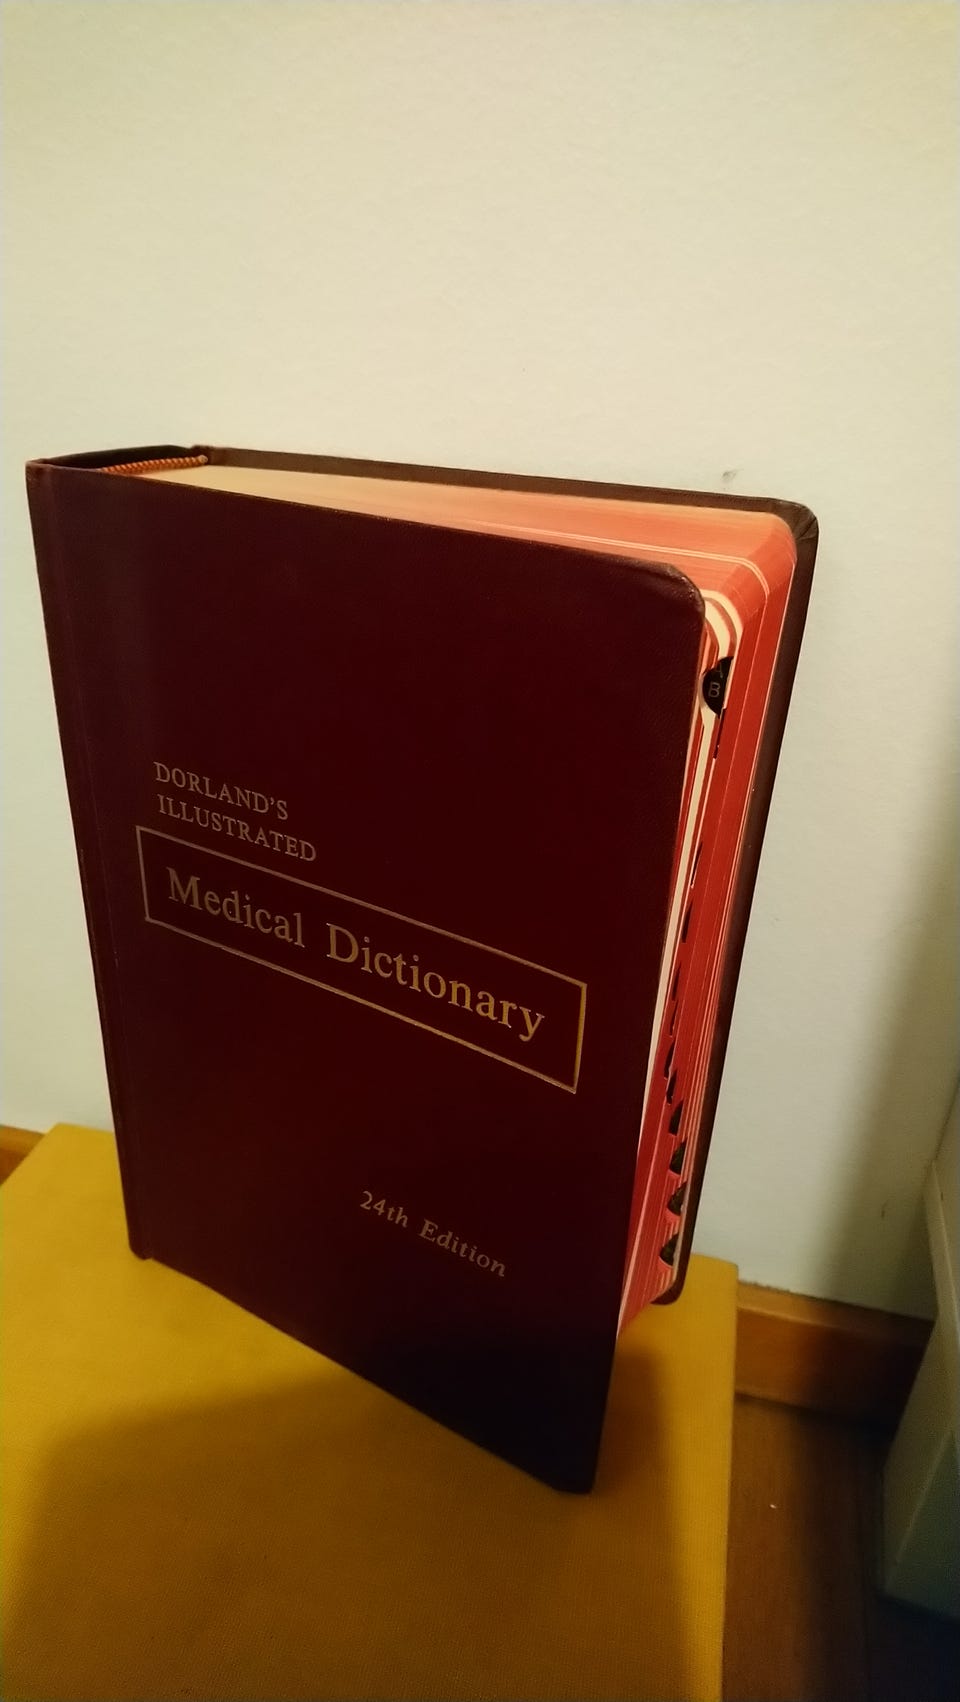 DORLAND'S
ILLUSTRATED
Medical Dictionary
24th Edition
B